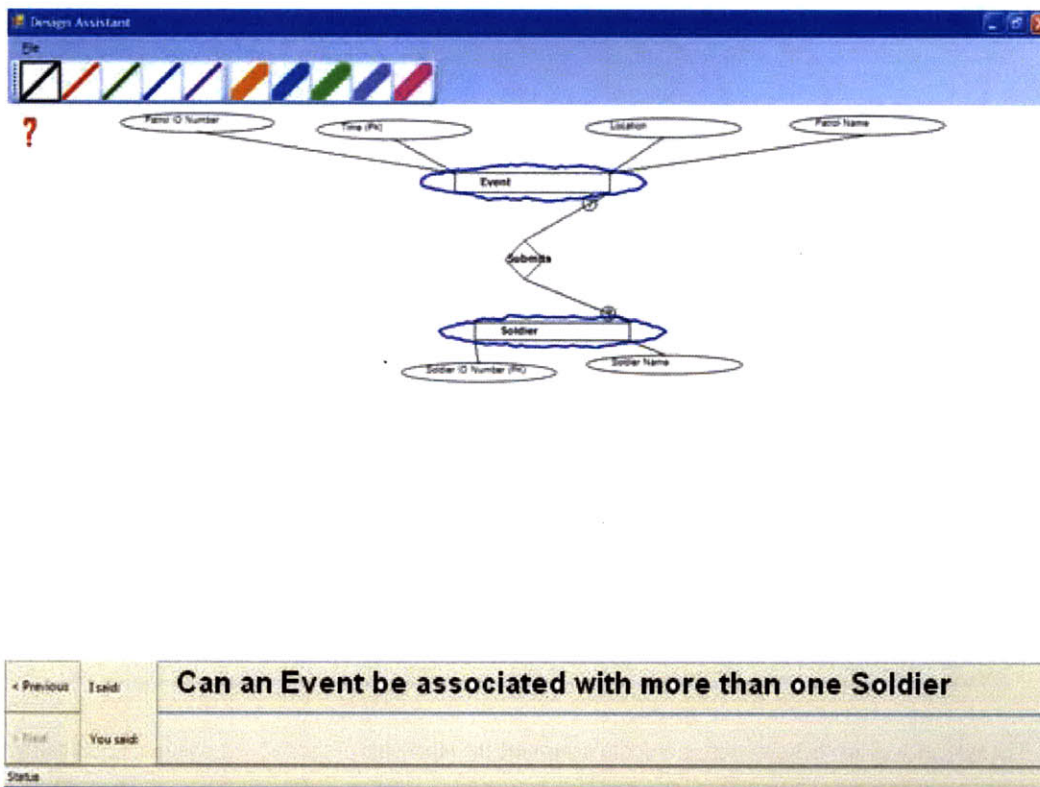 Design Assistant
File
?
Patrol ID Number
Time (PK)
Location
Patrol Name
Event
?
Submits
Soldier
Soldier ID Number (PK)
Soldier Name
< Previous
I said:
Can an Event be associated with more than one Soldier
> Next
You said:
Status